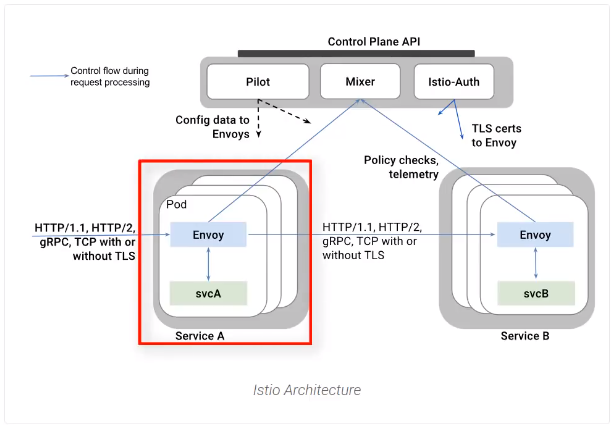 Control Plane API
Control flow during
request processing
Pilot
Mixer
Istio-Auth
Config data to
Envoys
TLS certs
to Envoy
Policy checks,
telemetry
Pod
HTTP/1.1, HTTP/2,
gRPC, TCP with or
without TLS
Envoy
HTTP/1.1, HTTP/2,
gRPC, TCP with or
without TLS
Envoy
svcA
svcB
Service A
Service B
Istio Architecture